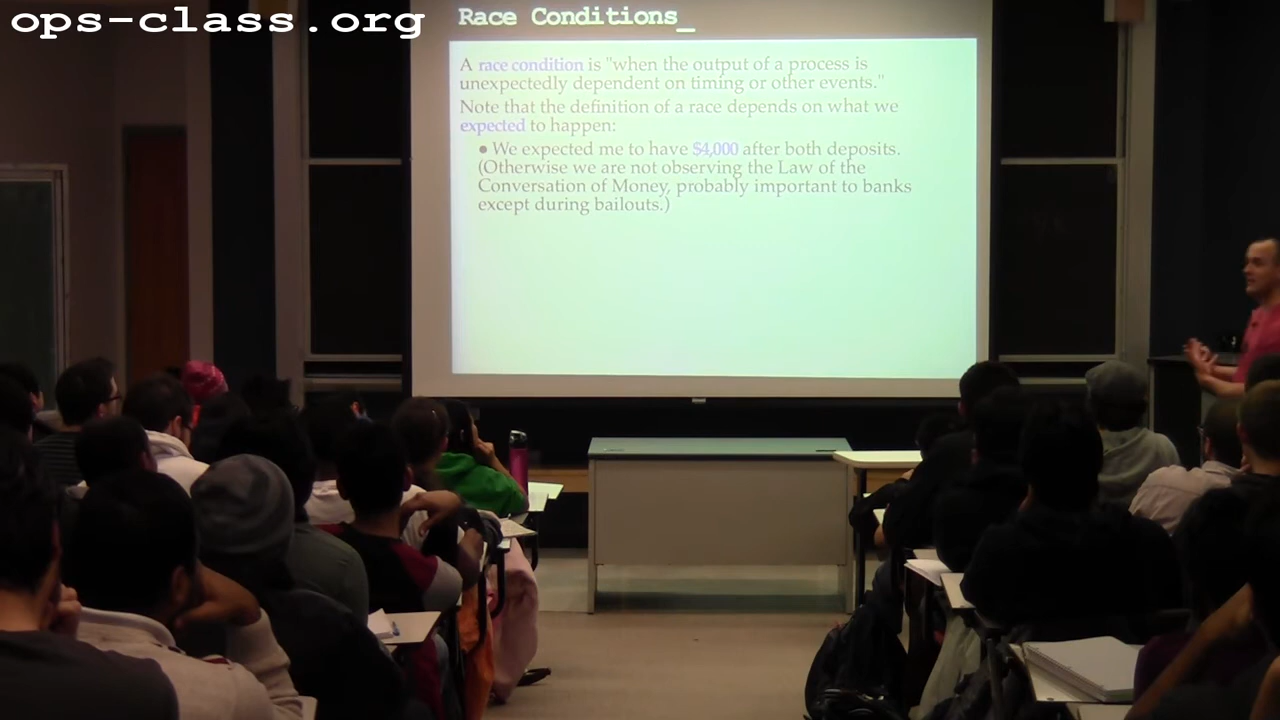 ops-class.org
Race Conditions_
A race condition is "when the output of a process is
unexpectedly dependent on timing or other events."
Note that the definition of a race depends on what we
expected to happen:
● We expected me to have $4,000 after both deposits.
(Otherwise we are not observing the Law of the
Conversation of Money, probably important to banks
except during bailouts.)